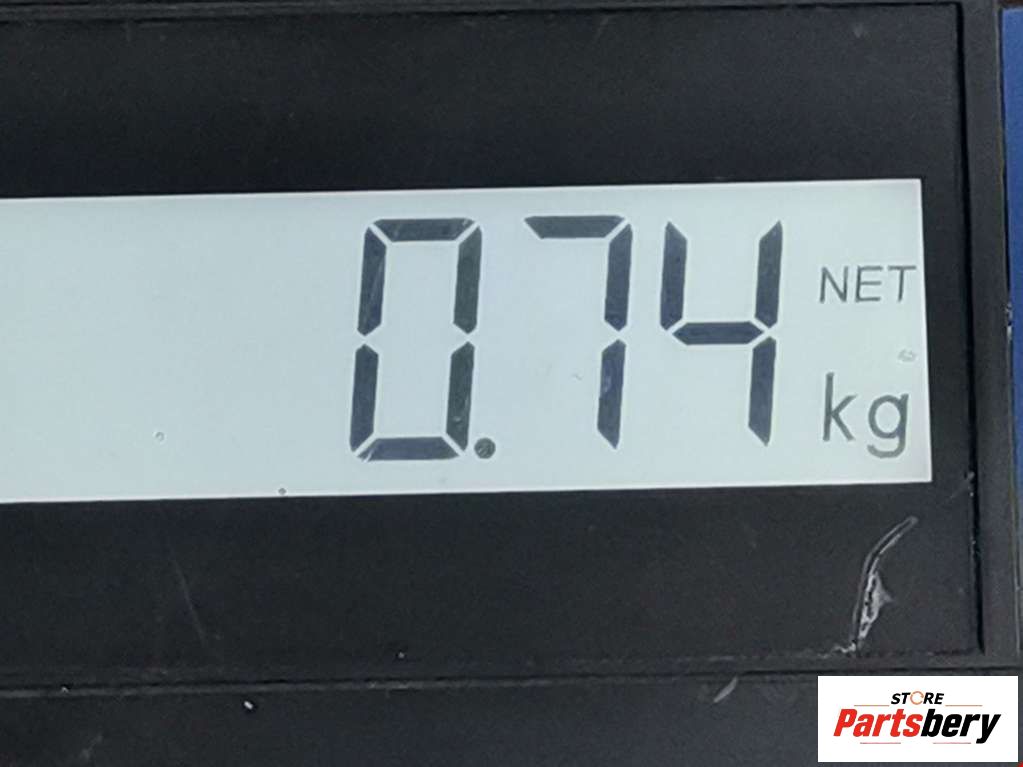 0.74 NET
kg
STORE
Partsbery